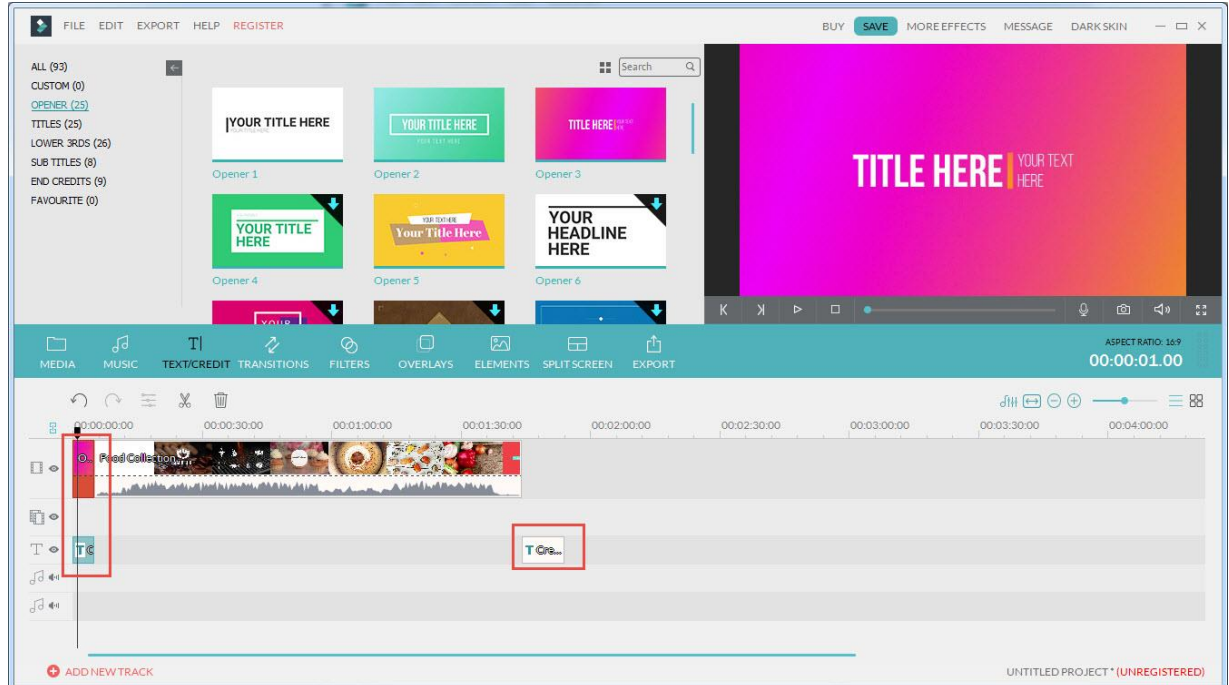 FILE EDIT EXPORT HELP REGISTER
BUY SAVE MORE EFFECTS MESSAGE DARK SKIN
ALL (93)
CUSTOM (0)
OPENER (25)
TITLES (25)
LOWER 3RDS (26)
SUB TITLES (8)
END CREDITS (9)
FAVOURITE (0)
Search
YOUR TITLE HERE
Opener 1
YOUR TITLE HERE
YOUR TEXT HERE
Opener 2
TITLE HERE
Opener 3
YOUR TITLE
HERE
Opener 4
YOUR TEXT HERE
Your Title Here
Opener 5
YOUR
HEADLINE
HERE
Opener 6
YOUR
TITLE HERE YOUR TEXT
HERE
MEDIA MUSIC TEXT/CREDIT TRANSITIONS FILTERS OVERLAYS ELEMENTS SPLIT SCREEN EXPORT
ASPECT RATIO: 16:9
00:00:01.00
00:00:00:00 00:00:30:00 00:01:00:00 00:01:30:00 00:02:00:00 00:02:30:00 00:03:00:00 00:03:30:00 00:04:00:00
O... Food Collection
T C
T Cre...
ADD NEW TRACK
UNTITLED PROJECT * (UNREGISTERED)